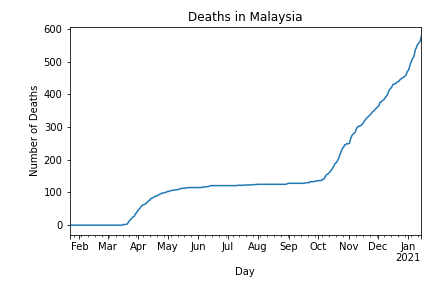 Deaths in Malaysia
Number of Deaths
600
500
400
300
200
100
0
Feb Mar Apr May Jun Jul Aug Sep Oct Nov Dec Jan
2021
Day